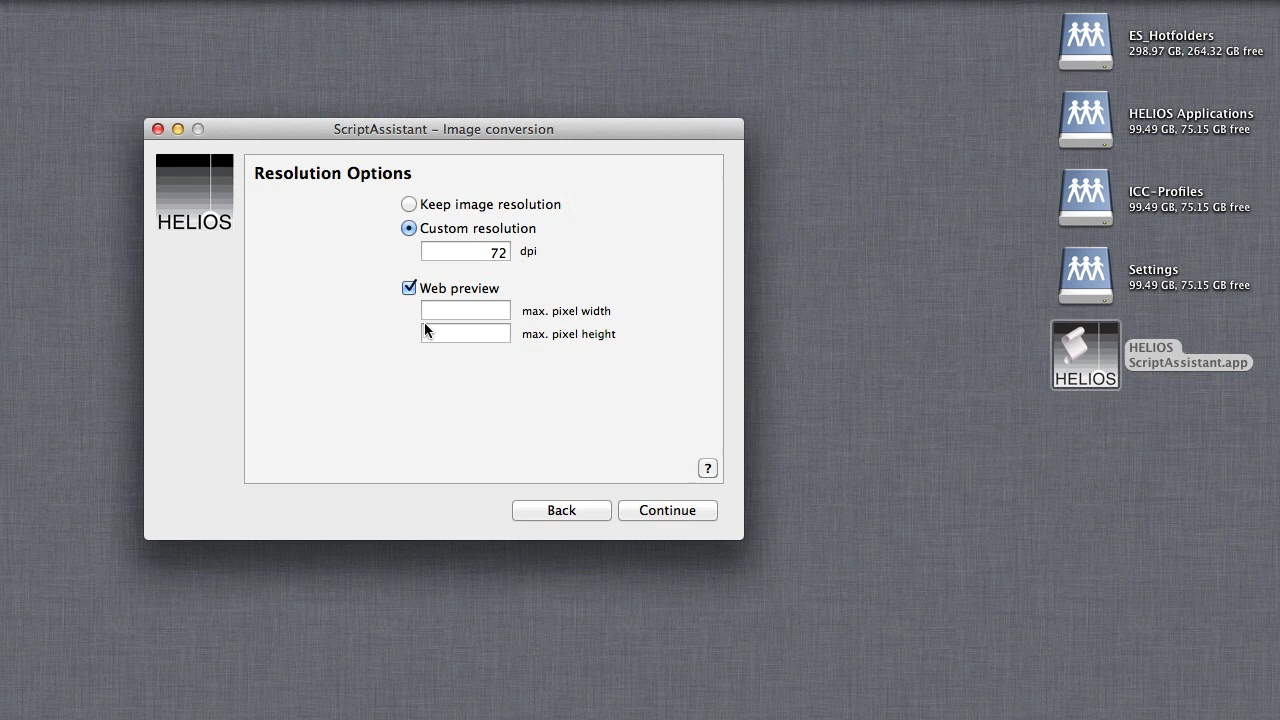 ScriptAssistant – Image conversion
HELIOS
Resolution Options
Keep image resolution
Custom resolution
72 dpi
Web preview
max. pixel width
max. pixel height
?
Back
Continue
ES_Hotfolders
298.97 GB, 264.32 GB free
HELIOS Applications
99.49 GB, 75.15 GB free
ICC-Profiles
99.49 GB, 75.15 GB free
Settings
99.49 GB, 75.15 GB free
HELIOS
HELIOS
ScriptAssistant.app